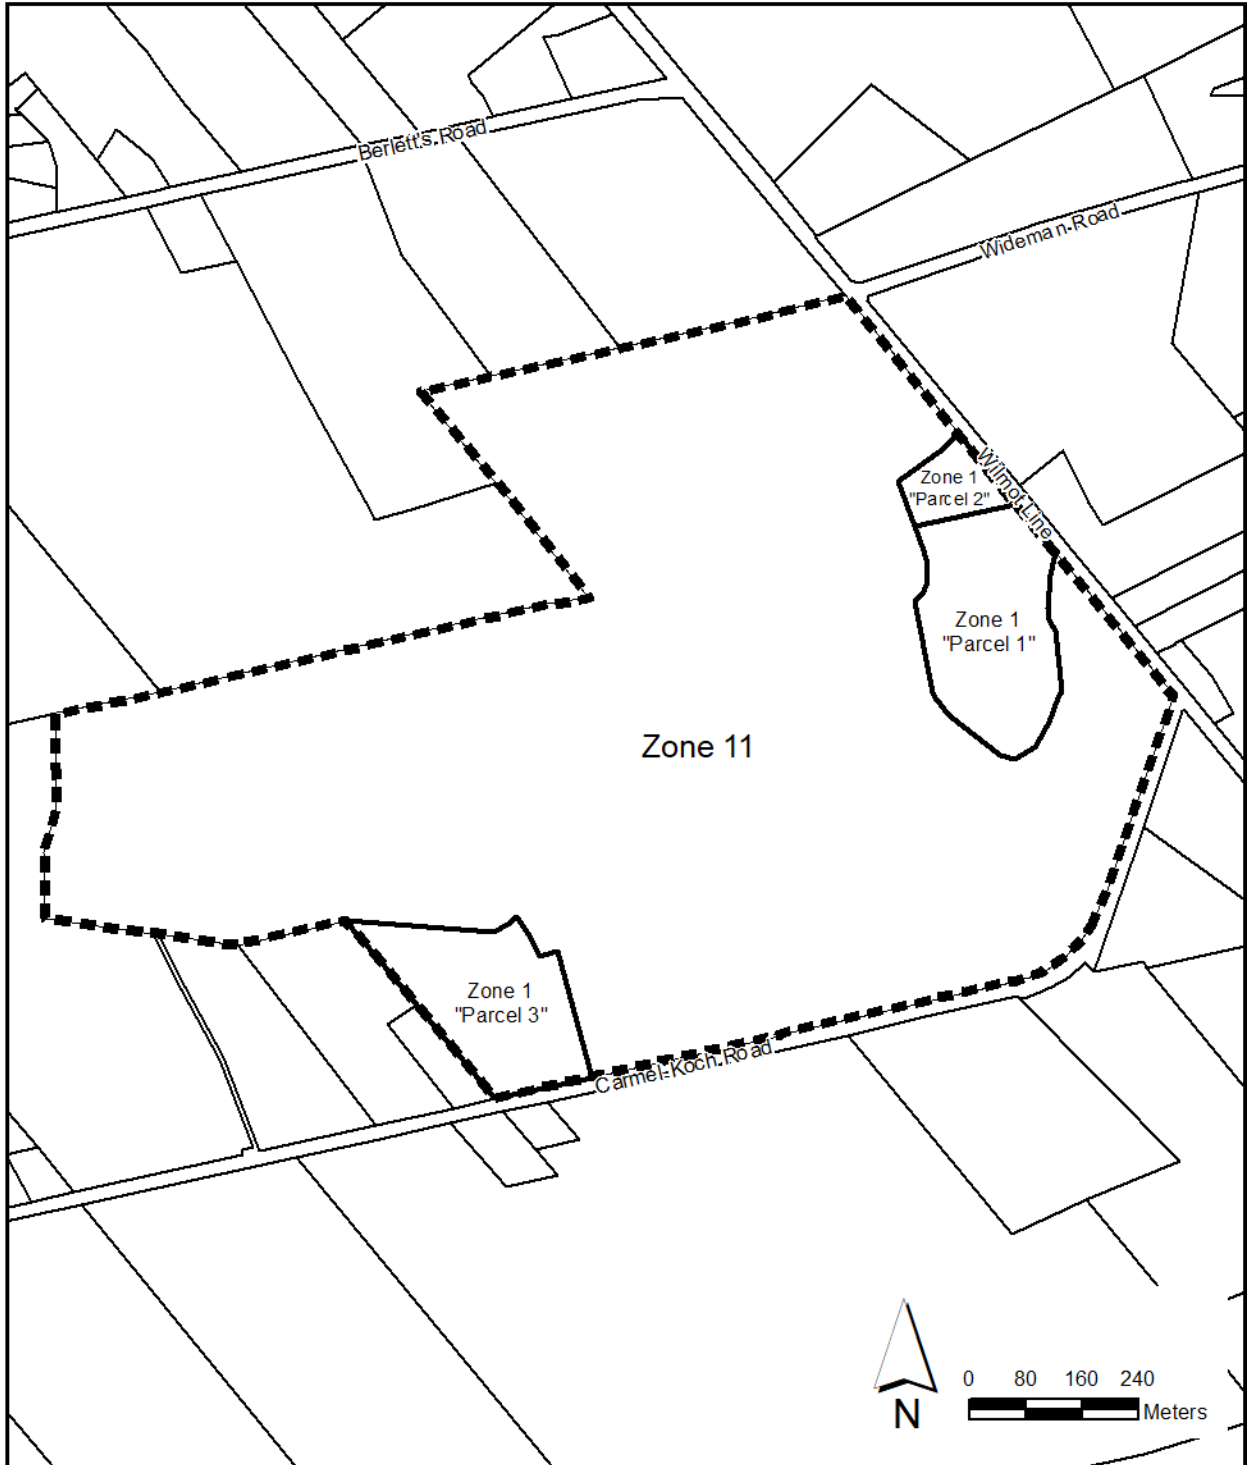 Berlett's Road
Wideman Road
Wilmot Line
Zone 1
"Parcel 2"
Zone 1
"Parcel 1"
Zone 11
Zone 1
"Parcel 3"
Carmel-Koch Road
0 80 160 240
Meters
N